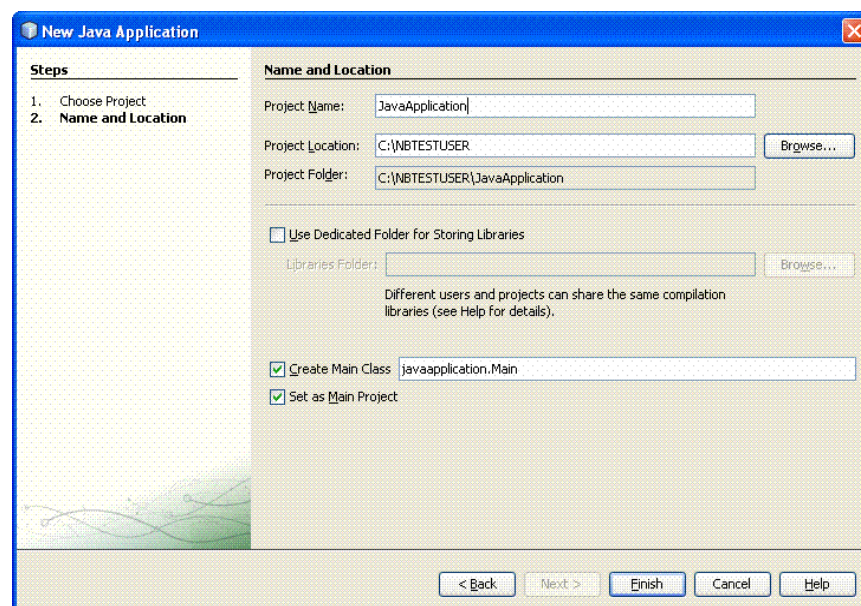 New Java Application
Steps
1. Choose Project
2. Name and Location
Name and Location
Project Name: JavaApplication
Project Location: C:\NBTESTUSER Browse...
Project Folder: C:\NBTESTUSER\JavaApplication
Use Dedicated Folder for Storing Libraries
Libraries Folder: Browse...
Different users and projects can share the same compilation
libraries (see Help for details).
Create Main Class javaapplication.Main
Set as Main Project
< Back Next > Finish Cancel Help